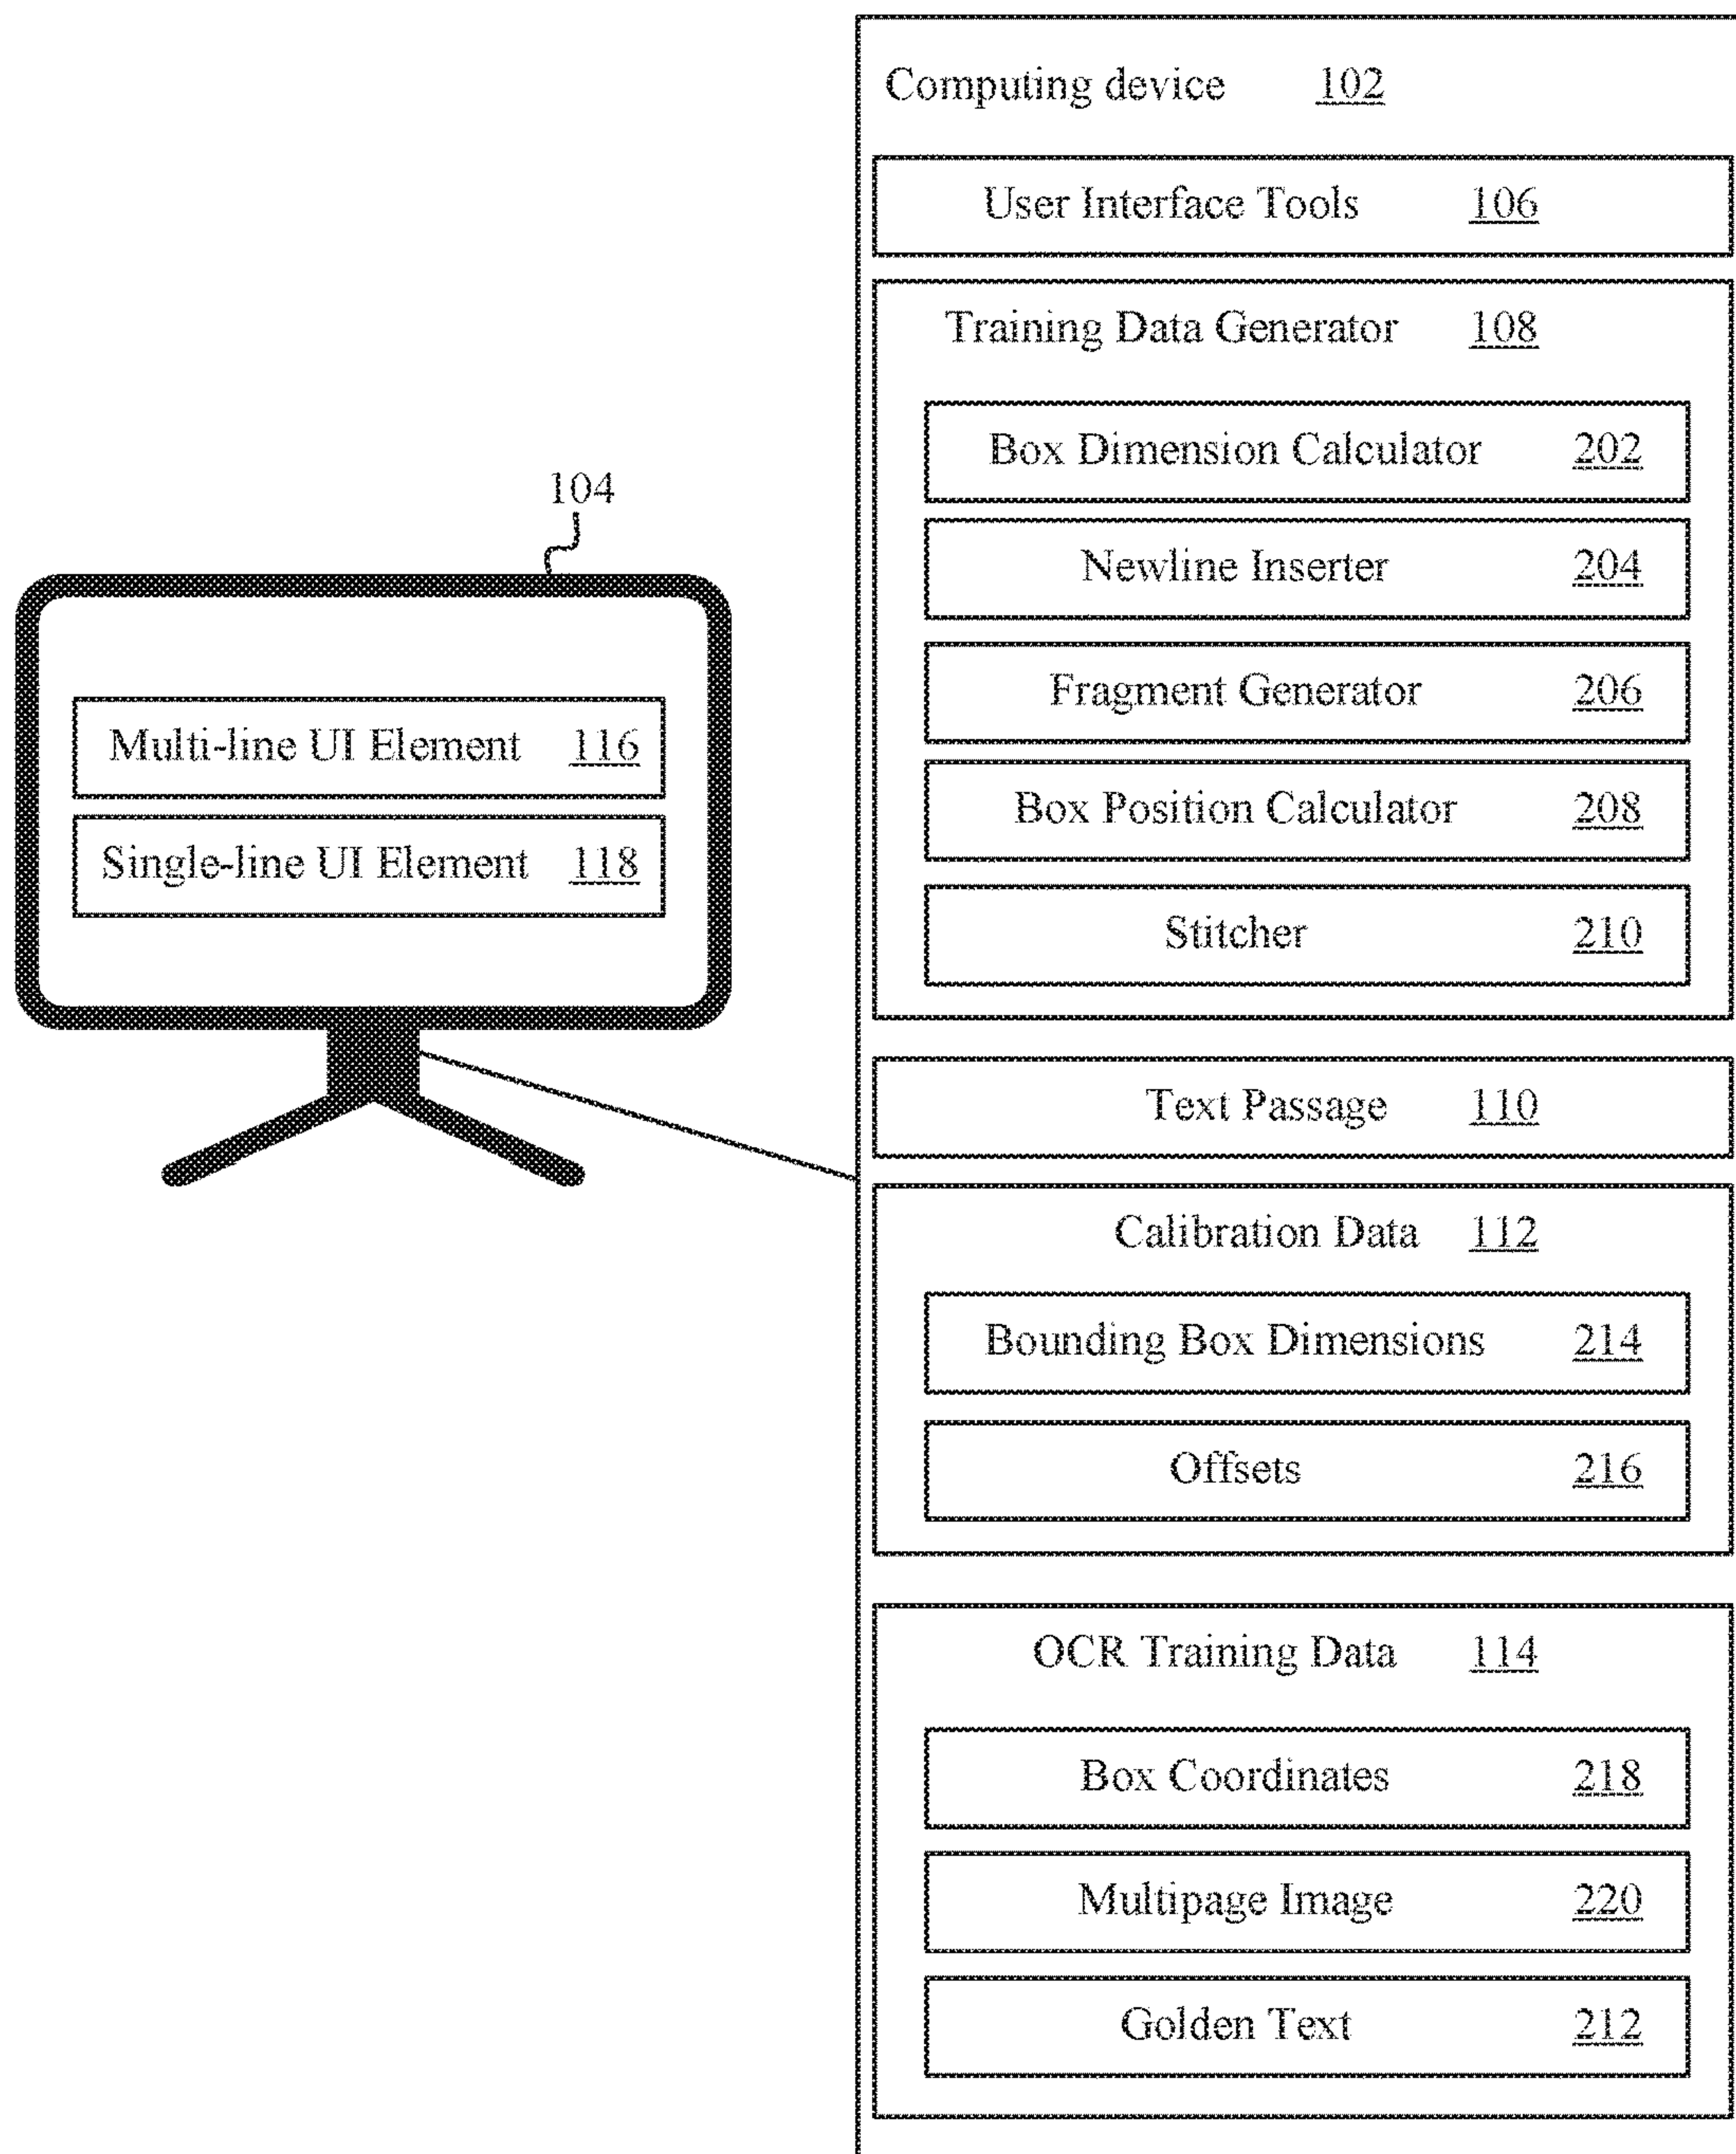 Computing device 102
User Interface Tools 106
Training Data Generator 108
Box Dimension Calculator 202
Newline Inserter 204
Fragment Generator 206
Box Position Calculator 208
Stitcher 210
104
Multi-line UI Element 116
Single-line UI Element 118
Text Passage 110
Calibration Data 112
Bounding Box Dimensions 214
Offsets 216
OCR Training Data 114
Box Coordinates 218
Multipage Image 220
Golden Text 212